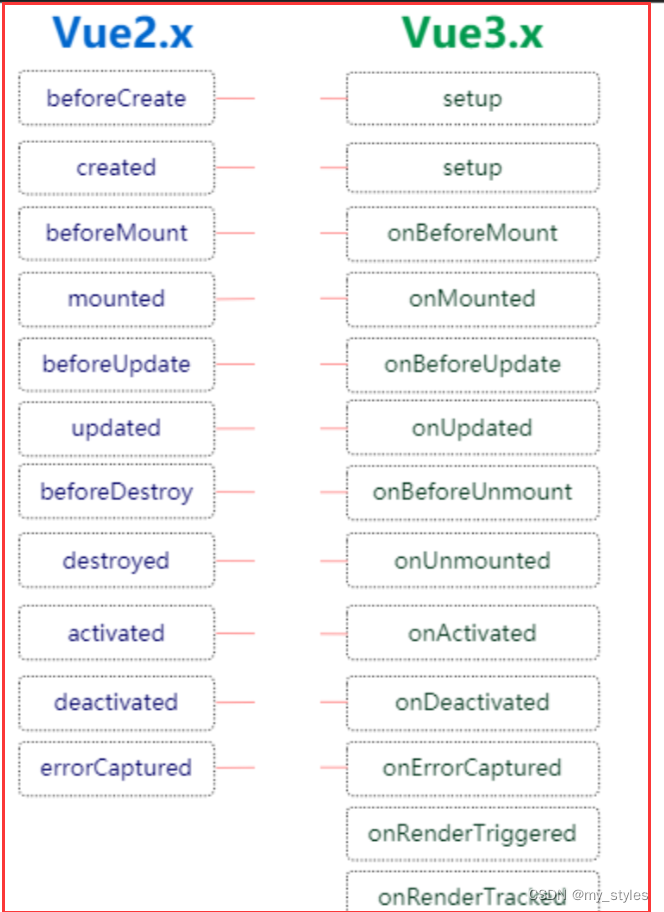 Vue2.x Vue3.x
beforeCreate setup
created setup
beforeMount onBeforeMount
mounted onMounted
beforeUpdate onBeforeUpdate
updated onUpdated
beforeDestroy onBeforeUnmount
destroyed onUnmounted
activated onActivated
deactivated onDeactivated
errorCaptured onErrorCaptured
onRenderTriggered
onRenderTracked
CSDN @my_styles